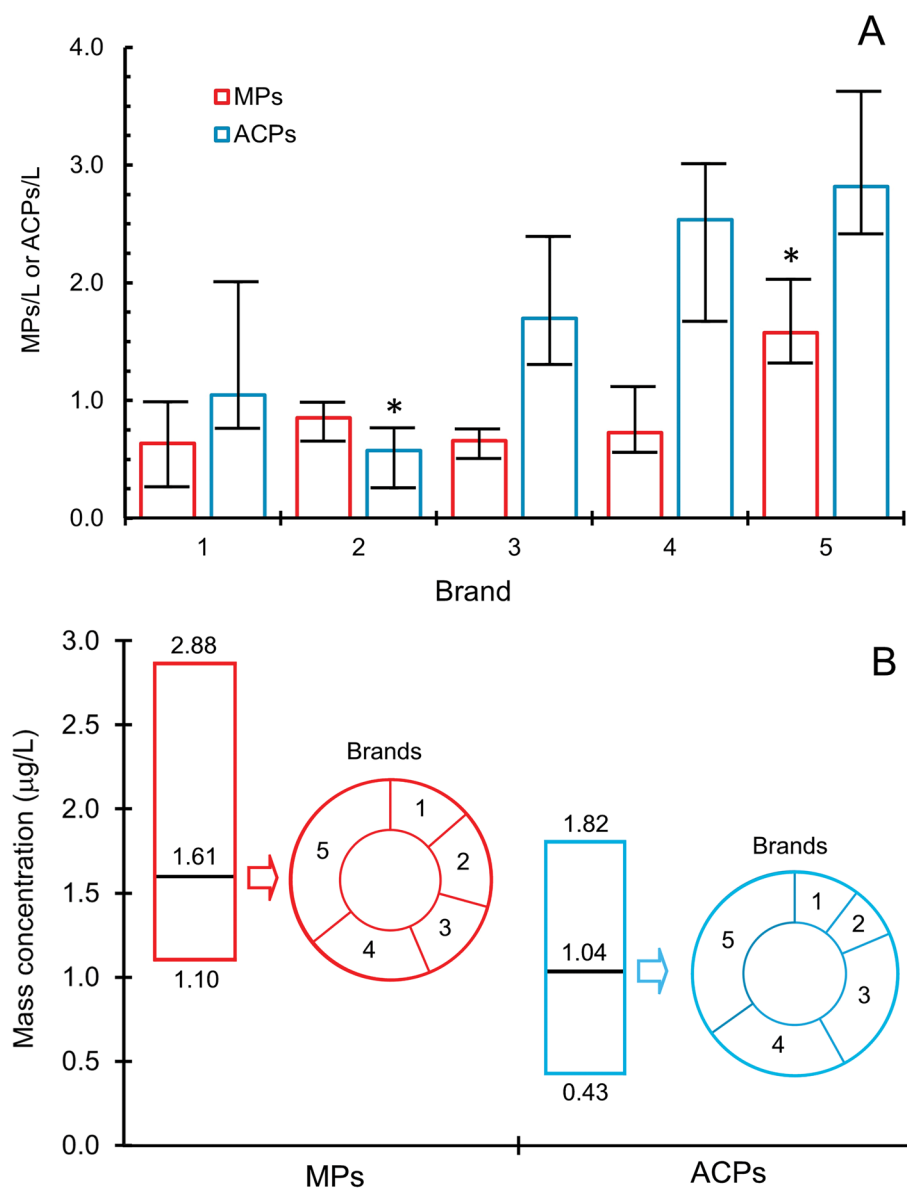 A
4.0
3.0
2.0
1.0
0.0
MPs/L or ACPs/L
MPs
ACPs
*
*
1 2 3 4 5
Brand
B
3.0
2.5
2.0
1.5
1.0
0.5
0.0
Mass concentration (µg/L)
2.88
1.61
1.10
Brands
1
2
3
4
5
1.82
1.04
0.43
Brands
1
2
3
4
5
MPs ACPs